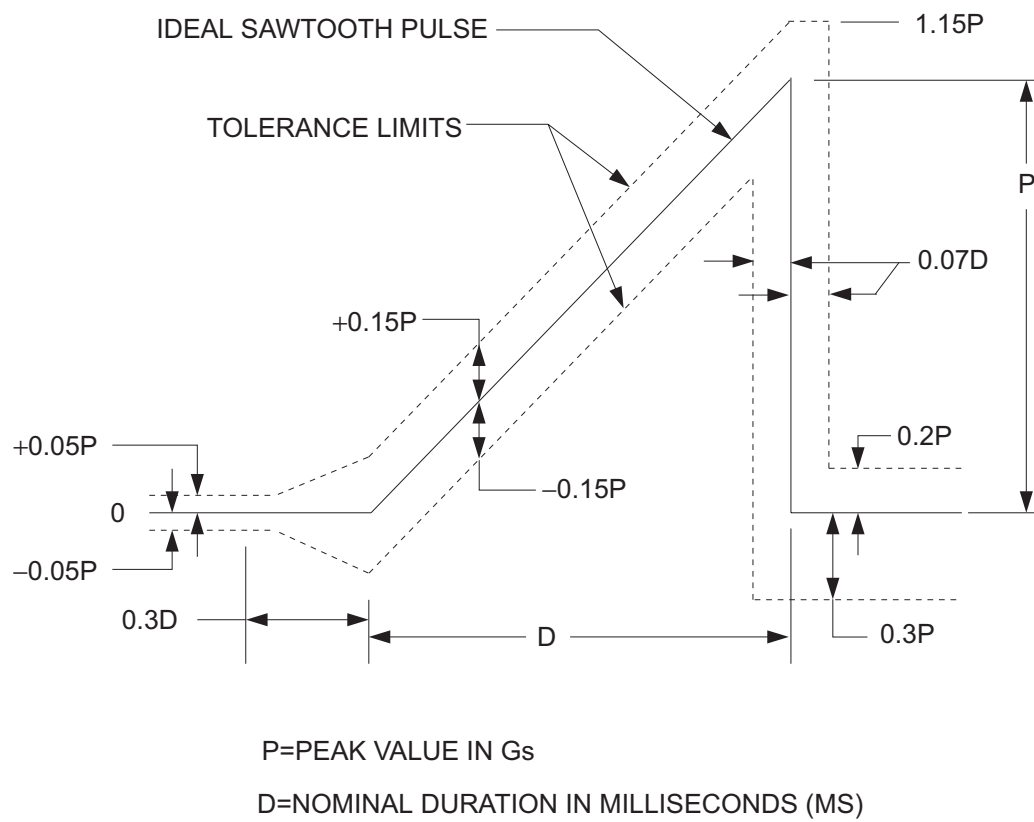 IDEAL SAWTOOTH PULSE
1.15P
TOLERANCE LIMITS
P
0.07D
+0.15P
+0.05P
0.2P
−0.15P
0
−0.05P
0.3D
D
0.3P
P=PEAK VALUE IN Gs
D=NOMINAL DURATION IN MILLISECONDS (MS)